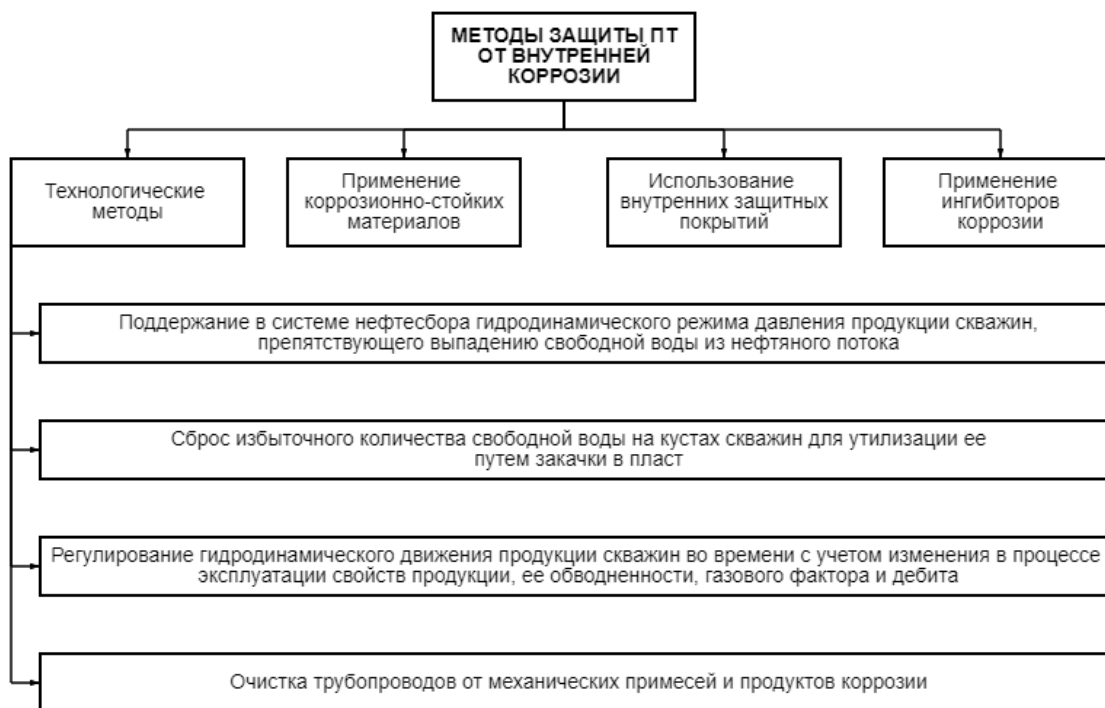 МЕТОДЫ ЗАЩИТЫ ПТ
ОТ ВНУТРЕННЕЙ
КОРРОЗИИ
Технологические
методы
Применение
коррозионно-стойких
материалов
Использование
внутренних защитных
покрытий
Применение
ингибиторов
коррозии
Поддержание в системе нефтесбора гидродинамического режима давления продукции скважин,
препятствующего выпадению свободной воды из нефтяного потока
Сброс избыточного количества свободной воды на кустах скважин для утилизации ее
путем закачки в пласт
Регулирование гидродинамического движения продукции скважин во времени с учетом изменения в процессе
эксплуатации свойств продукции, ее обводненности, газового фактора и дебита
Очистка трубопроводов от механических примесей и продуктов коррозии